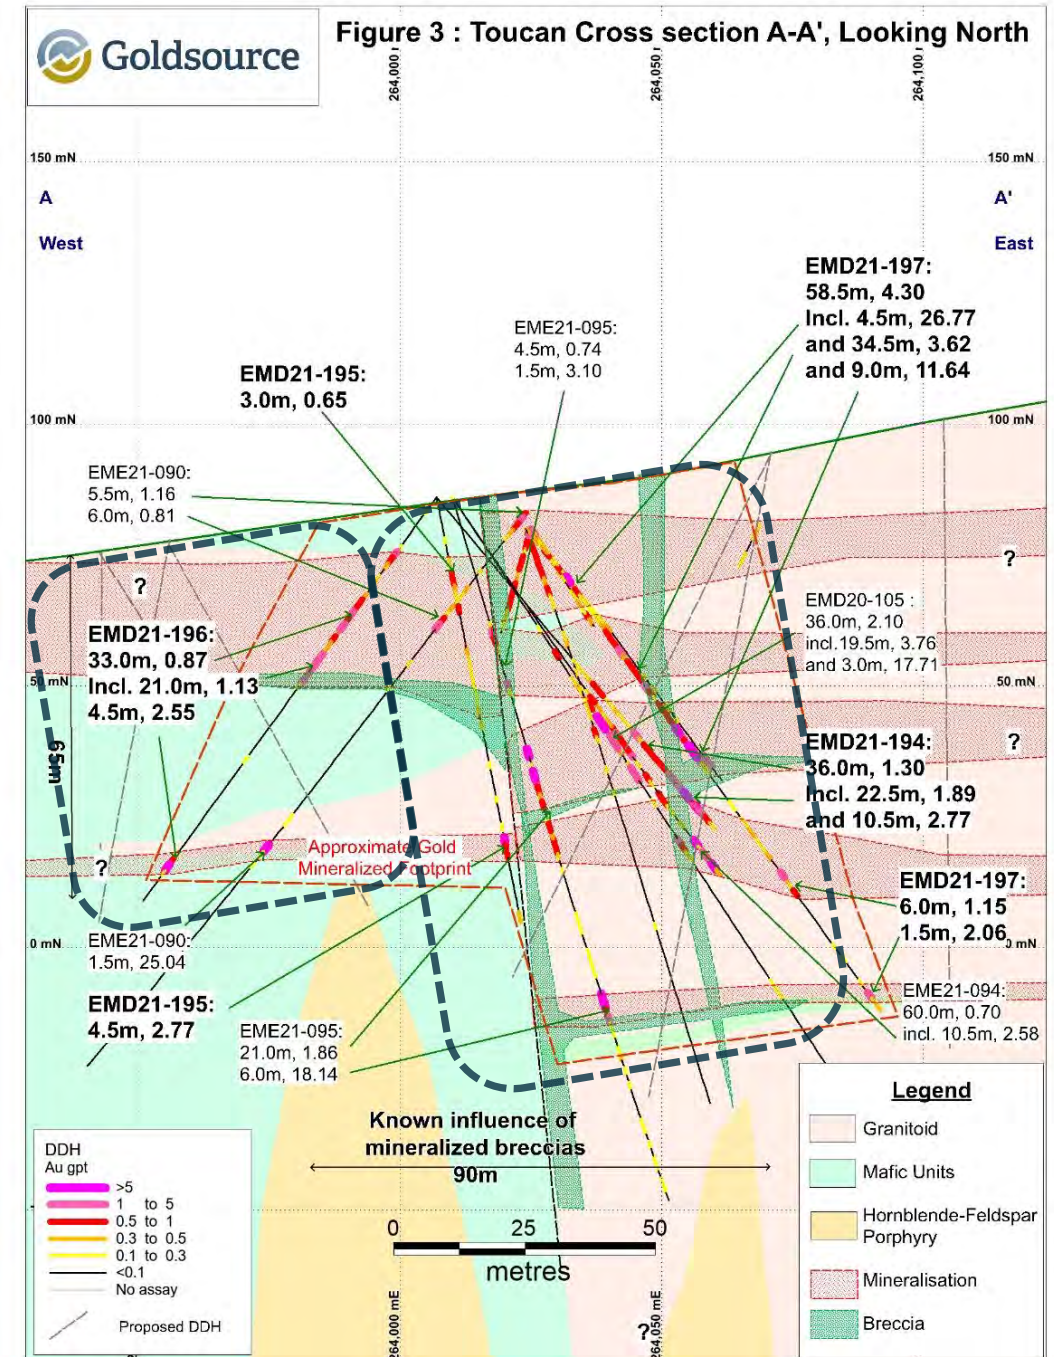 Goldsource
Figure 3 : Toucan Cross section A-A', Looking North
264,000
264,050
264,100
150 mN
150 mN
A
A'
West
East
EMD21-197:
58.5m, 4.30
Incl. 4.5m, 26.77
and 34.5m, 3.62
and 9.0m, 11.64
EME21-095:
4.5m, 0.74
1.5m, 3.10
EMD21-195:
3.0m, 0.65
100 mN
100 mN
EME21-090:
5.5m, 1.16
6.0m, 0.81
?
?
EMD20-105 :
36.0m, 2.10
incl.19.5m, 3.76
and 3.0m, 17.71
EMD21-196:
33.0m, 0.87
Incl. 21.0m, 1.13
4.5m, 2.55
50 mN
50 mN
65m
?
EMD21-194:
36.0m, 1.30
Incl. 22.5m, 1.89
and 10.5m, 2.77
Approximate Gold
Mineralized Footprint
?
EMD21-197:
6.0m, 1.15
1.5m, 2.06
0 mN
0 mN
EME21-090:
1.5m, 25.04
EMD21-195:
4.5m, 2.77
EME21-094:
60.0m, 0.70
incl. 10.5m, 2.58
EME21-095:
21.0m, 1.86
6.0m, 18.14
Known influence of
mineralized breccias
90m
0 25 50
metres
264,000 mE
264,050 mE
?
DDH
Au gpt
>5
1 to 5
0.5 to 1
0.3 to 0.5
0.1 to 0.3
<0.1
No assay
Proposed DDH
Legend
Granitoid
Mafic Units
Hornblende-Feldspar
Porphyry
Mineralisation
Breccia